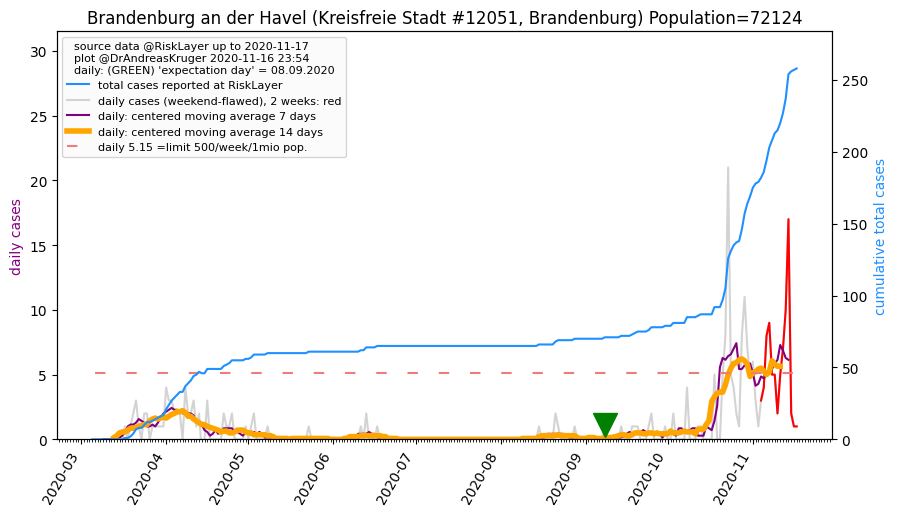 Brandenburg an der Havel (Kreisfreie Stadt #12051, Brandenburg) Population=72124
source data @RiskLayer up to 2020-11-17
plot @DrAndreasKruger 2020-11-16 23:54
daily: (GREEN) 'expectation day' = 08.09.2020
total cases reported at RiskLayer
daily cases (weekend-flawed), 2 weeks: red
daily: centered moving average 7 days
daily: centered moving average 14 days
daily 5.15 =limit 500/week/1mio pop.
daily cases
30
25
20
15
10
5
0
cumulative total cases
250
200
150
100
50
0
2020-03
2020-04
2020-05
2020-06
2020-07
2020-08
2020-09
2020-10
2020-11